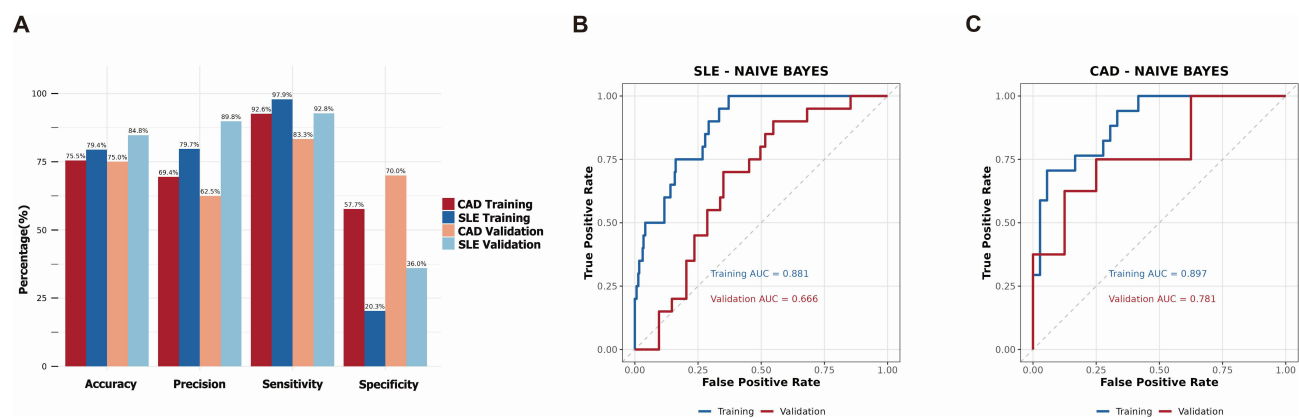 A
Percentage(%)
100
75
50
25
0
75.5%
79.4%
75.0%
84.8%
69.4%
79.7%
62.5%
89.8%
92.6%
97.9%
83.3%
92.8%
57.7%
20.3%
70.0%
36.0%
Accuracy
Precision
Sensitivity
Specificity
CAD Training
SLE Training
CAD Validation
SLE Validation
B
SLE - NAIVE BAYES
True Positive Rate
1.00
0.75
0.50
0.25
0.00
Training AUC = 0.881
Validation AUC = 0.666
0.00 0.25 0.50 0.75 1.00
False Positive Rate
Training Validation
C
CAD - NAIVE BAYES
True Positive Rate
1.00
0.75
0.50
0.25
0.00
Training AUC = 0.897
Validation AUC = 0.781
0.00 0.25 0.50 0.75 1.00
False Positive Rate
Training Validation